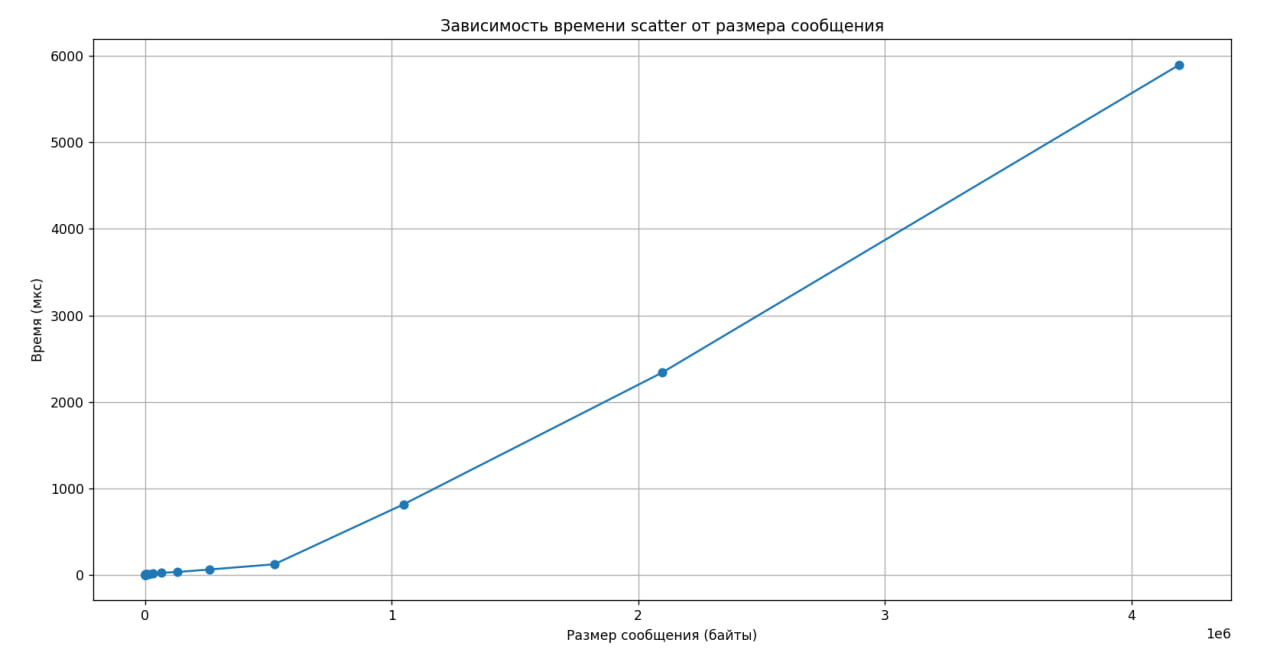 Зависимость времени scatter от размера сообщения
6000
5000
4000
3000
2000
1000
0
Время (мкс)
0 1 2 3 4
1e6
Размер сообщения (байты)